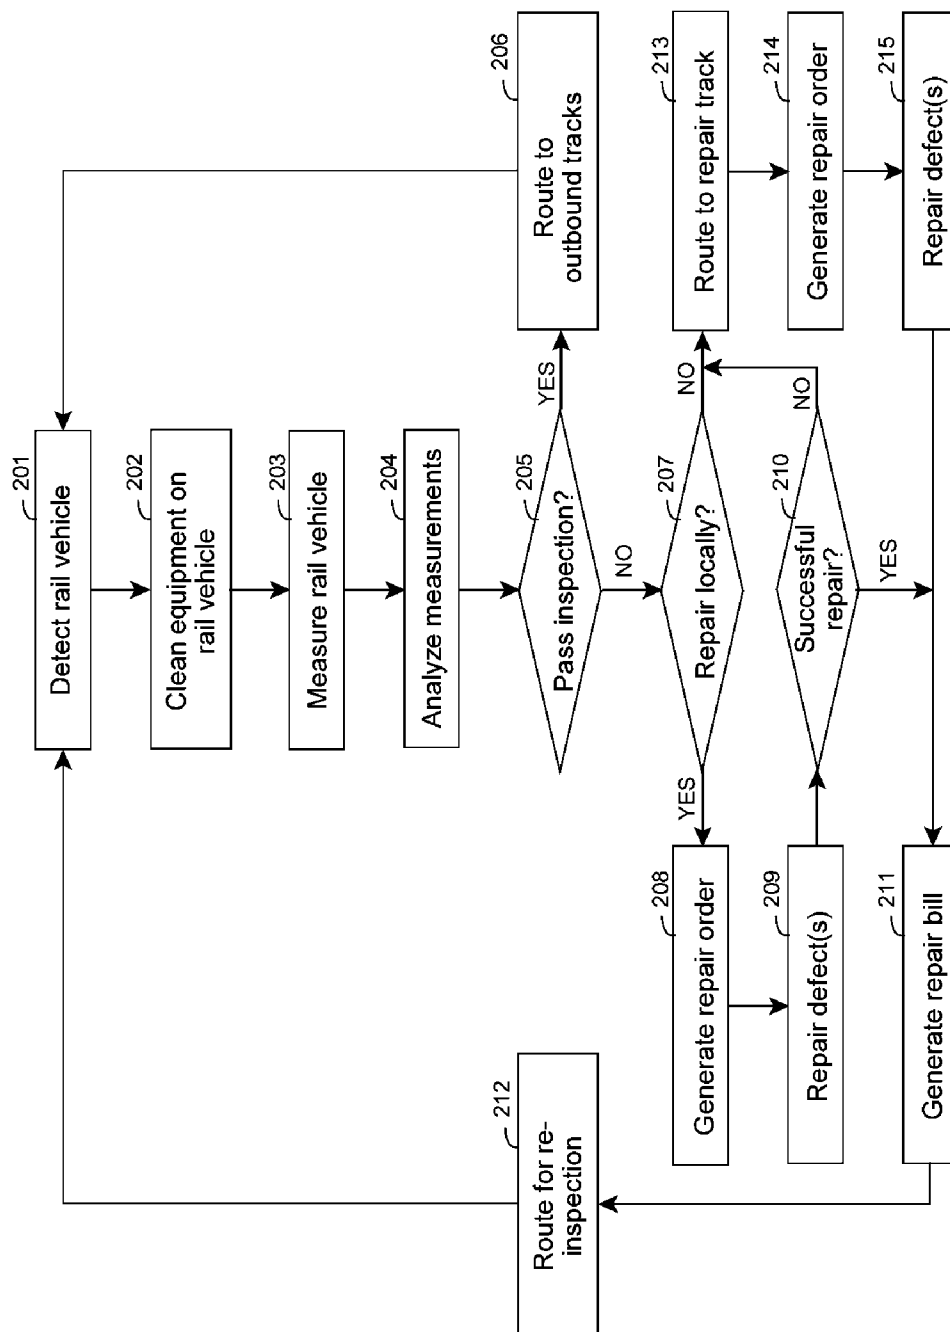 201
Detect rail vehicle
202
Clean equipment on
rail vehicle
203
Measure rail vehicle
204
Analyze measurements
205
Pass inspection?
YES
NO
206
Route to
outbound tracks
207
Repair locally?
YES
NO
208
Generate repair order
209
Repair defect(s)
210
Successful
repair?
NO
YES
211
Generate repair bill
212
Route for re-
inspection
213
Route to repair track
214
Generate repair order
215
Repair defect(s)